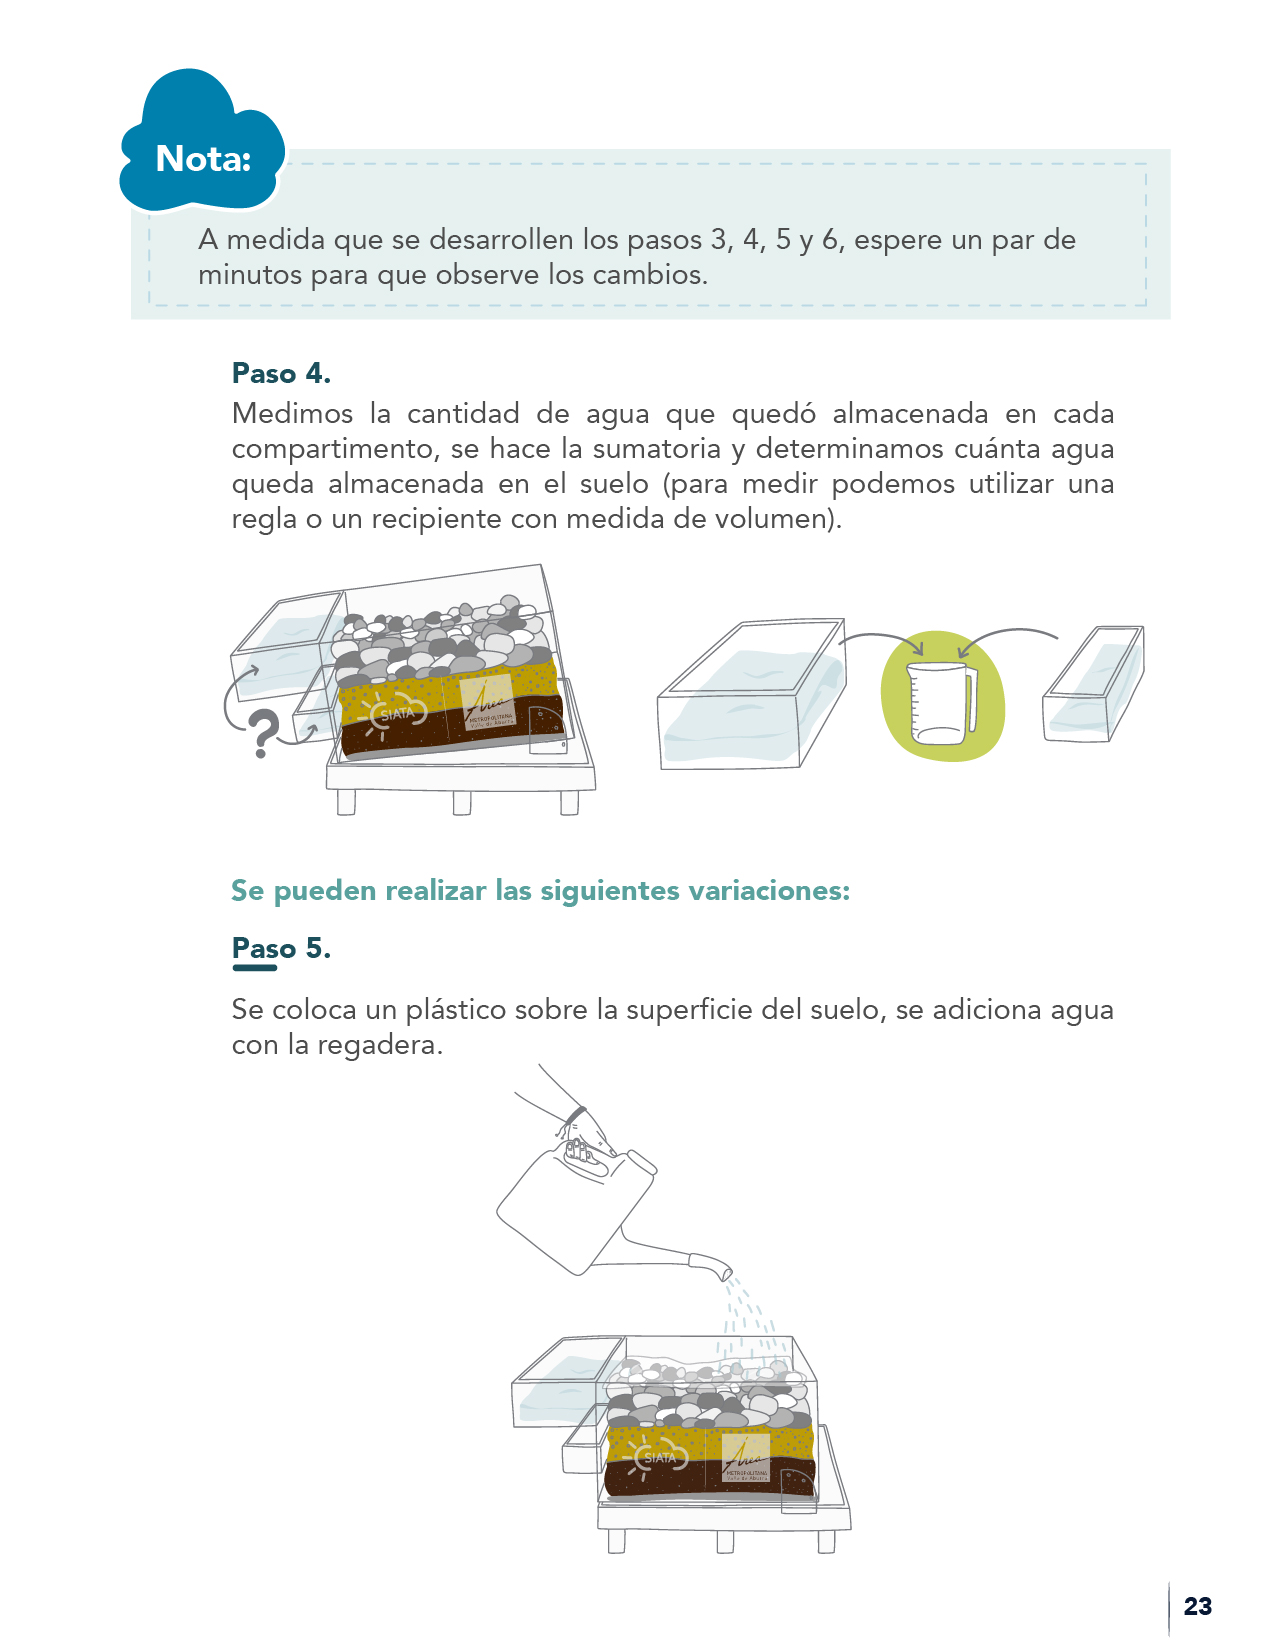 Nota:
A medida que se desarrollen los pasos 3, 4, 5 y 6, espere un par de
minutos para que observe los cambios.
Paso 4.
Medimos la cantidad de agua que quedó almacenada en cada
compartimento, se hace la sumatoria y determinamos cuánta agua
queda almacenada en el suelo (para medir podemos utilizar una
regla o un recipiente con medida de volumen).
?
SIATA
Área
METROPOLITANA
Valle de Aburrá
Se pueden realizar las siguientes variaciones:
Paso 5.
Se coloca un plástico sobre la superficie del suelo, se adiciona agua
con la regadera.
SIATA
Área
METROPOLITANA
Valle de Aburrá
23